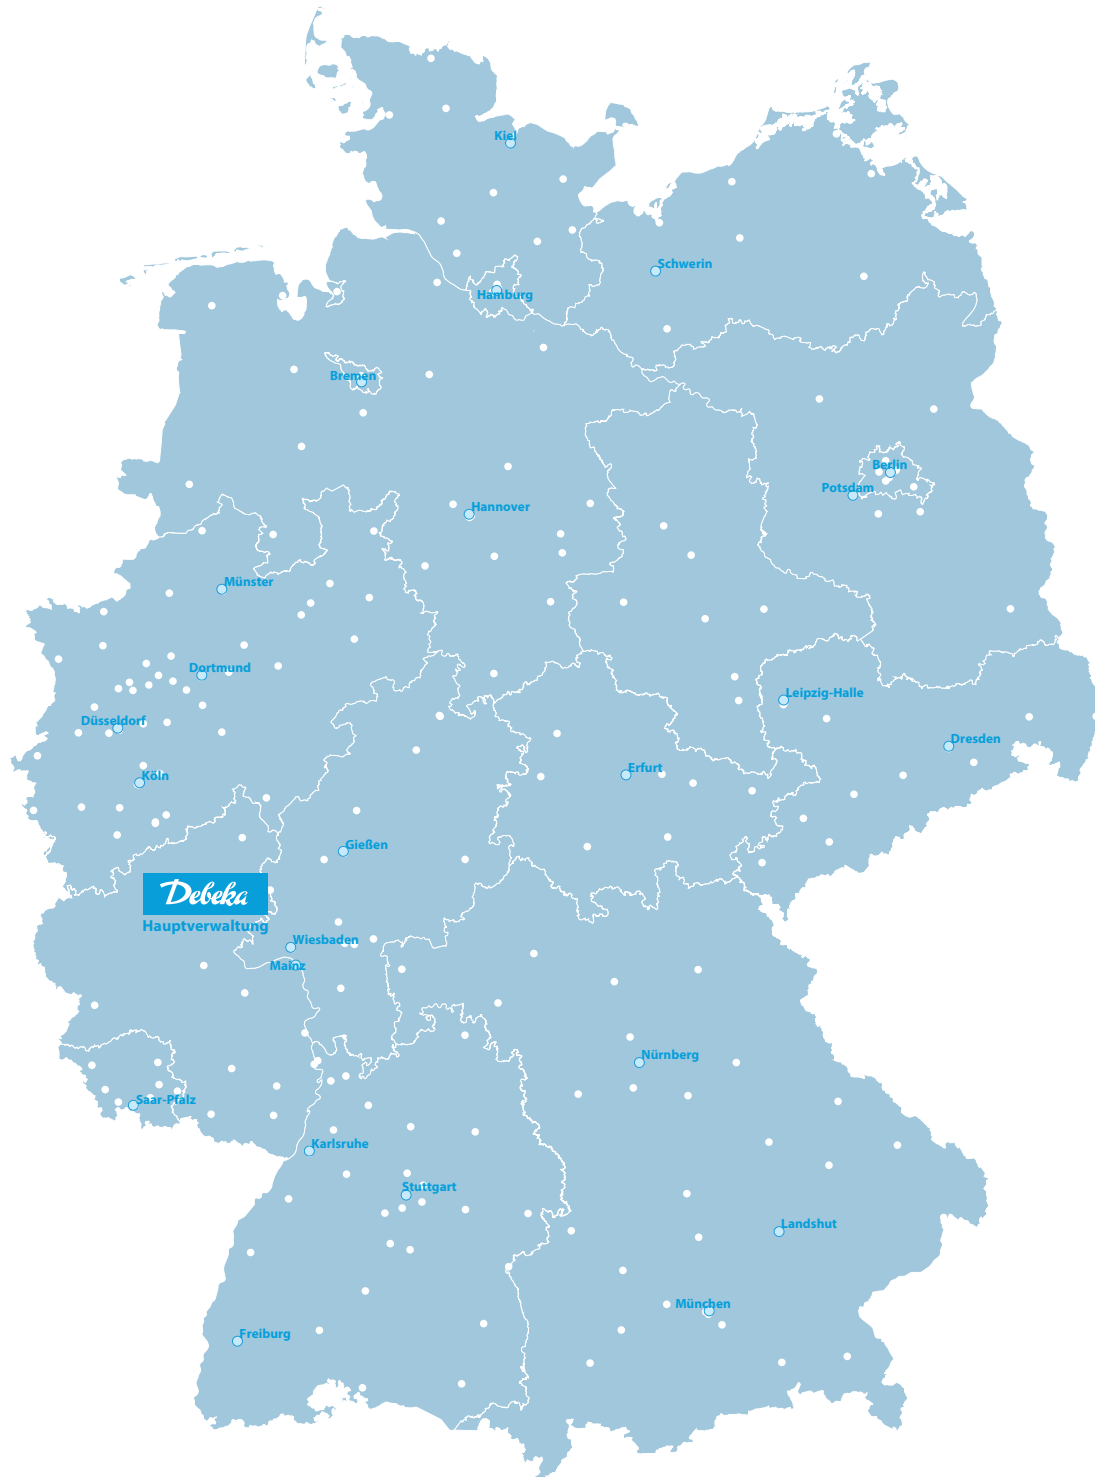 Kiel
Schwerin
Hamburg
Bremen
Berlin
Potsdam
Hannover
Münster
Dortmund
Leipzig-Halle
Düsseldorf
Dresden
Erfurt
Köln
Gießen
Debeka
Hauptverwaltung
Wiesbaden
Mainz
Nürnberg
Saar-Pfalz
Karlsruhe
Stuttgart
Landshut
München
Freiburg